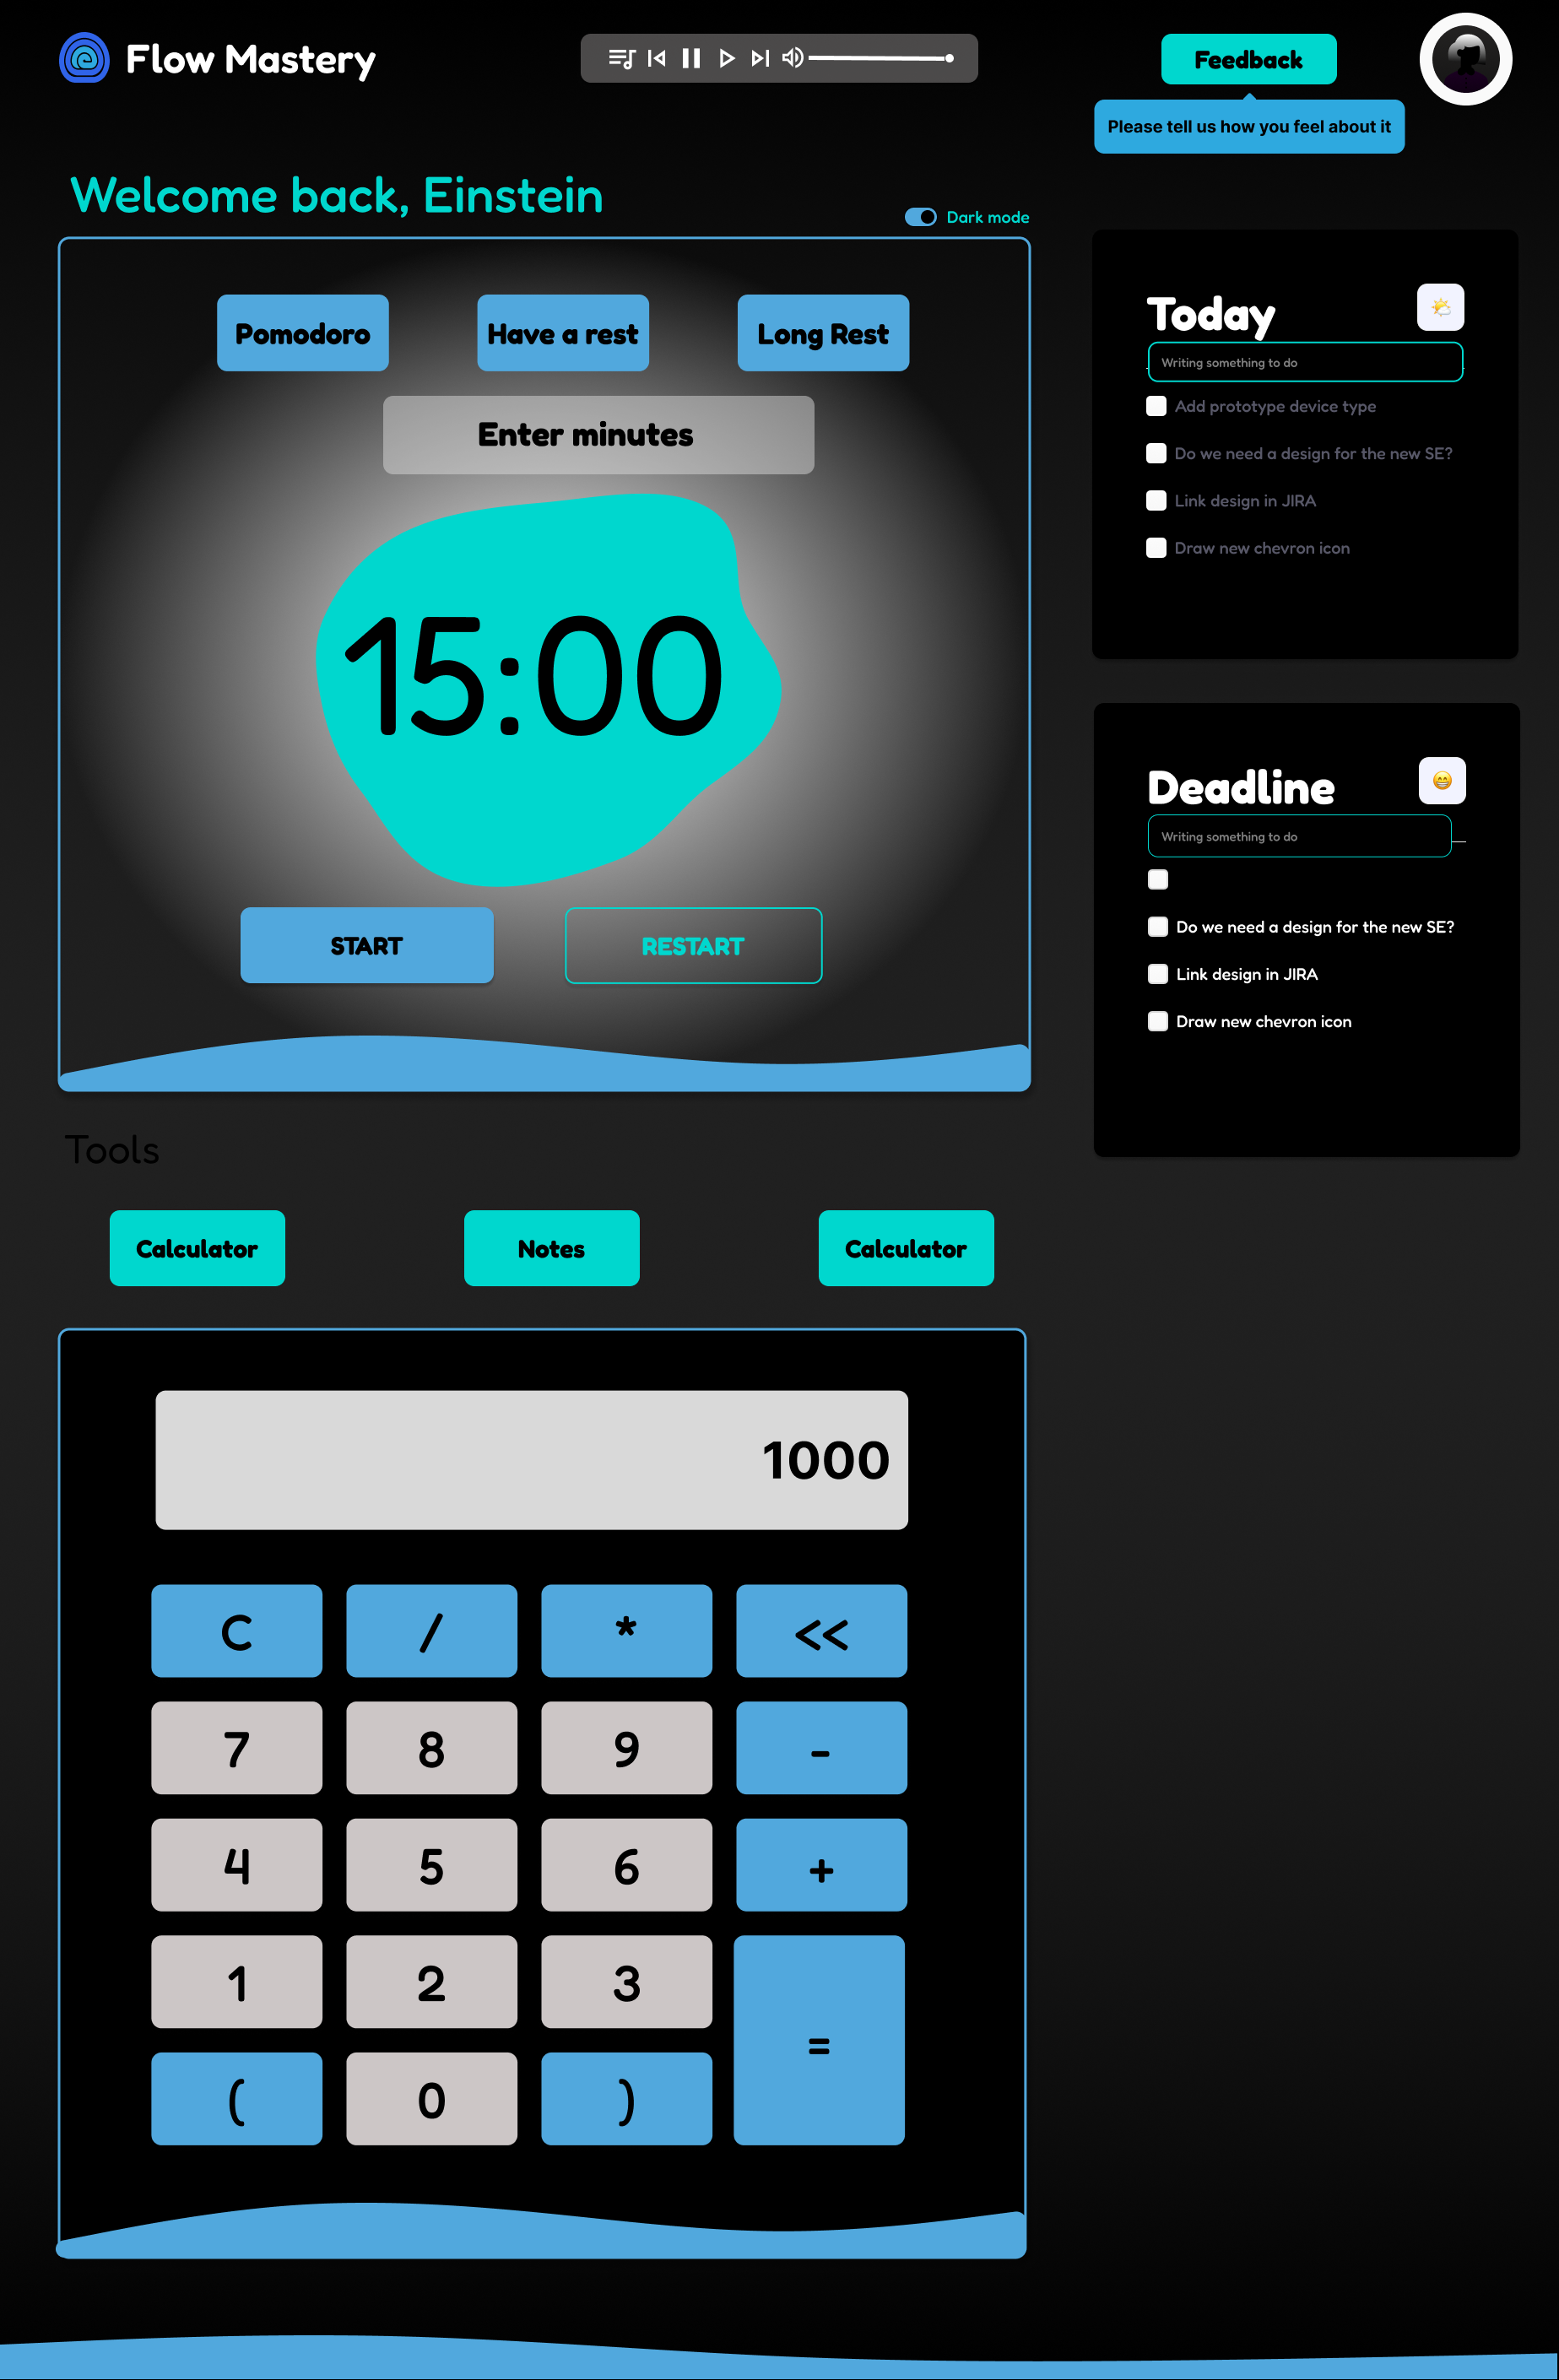 Flow Mastery
Feedback
Please tell us how you feel about it
Welcome back, Einstein
Dark mode
Pomodoro
Have a rest
Long Rest
Enter minutes
15:00
START
RESTART
Today
Writing something to do
Add prototype device type
Do we need a design for the new SE?
Link design in JIRA
Draw new chevron icon
Deadline
Writing something to do
Do we need a design for the new SE?
Link design in JIRA
Draw new chevron icon
Tools
Calculator
Notes
Calculator
1000
C / * <<
7 8 9 -
4 5 6 +
1 2 3
=
( 0 )